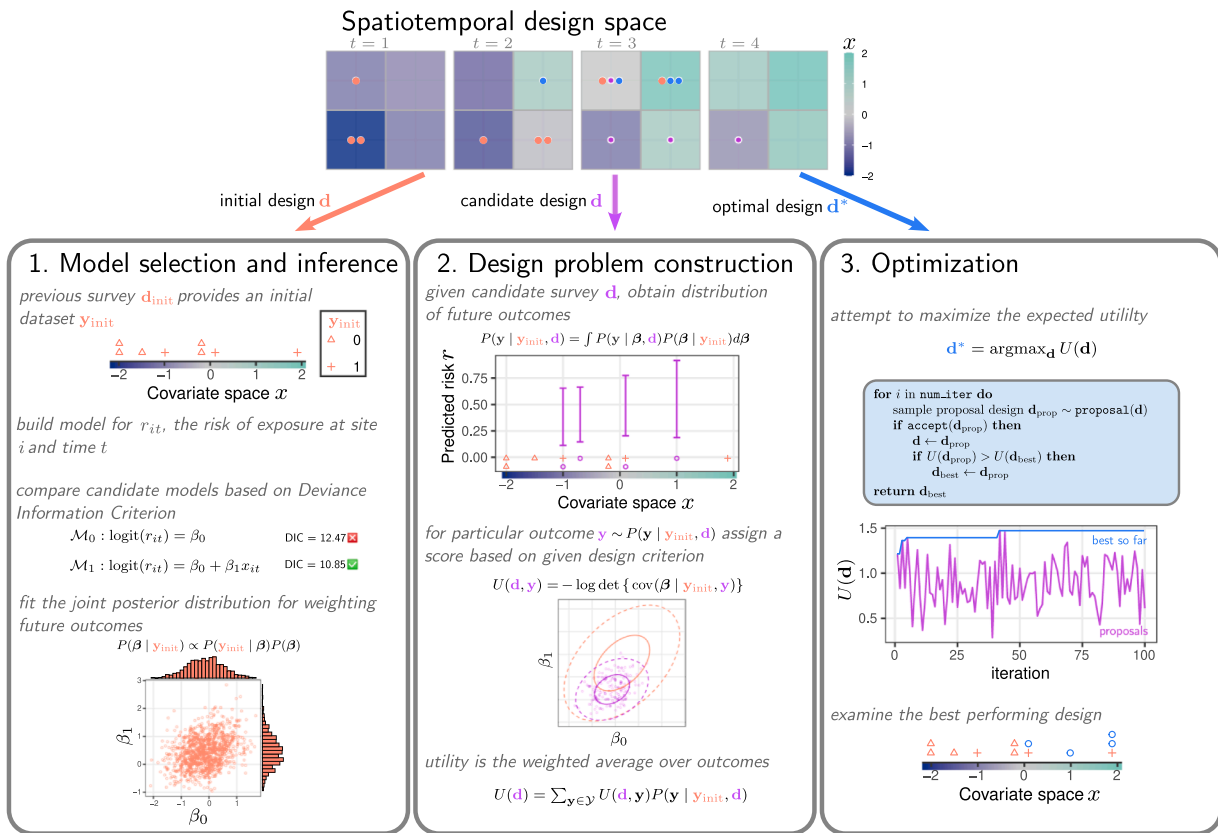 Spatiotemporal design space
t = 1
t = 2
t = 3
t = 4
x
2
1
0
−1
−2
initial design d
candidate design d
optimal design d*
1. Model selection and inference
previous survey d_init provides an initial
dataset y_init
y_init
0
1
−2 −1 0 1 2
Covariate space x
build model for r_it, the risk of exposure at site
i and time t
compare candidate models based on Deviance
Information Criterion
M_0 : logit(r_it) = β_0 DIC = 12.47
M_1 : logit(r_it) = β_0 + β_1 x_it DIC = 10.85
fit the joint posterior distribution for weighting
future outcomes
P(β | y_init) ∝ P(y_init | β)P(β)
3
2
1
0
−1
β_1
−2 −1 0 1
β_0
2. Design problem construction
given candidate survey d, obtain distribution
of future outcomes
P(y | y_init, d) = ∫ P(y | β, d)P(β | y_init)dβ
Predicted risk r
0.75
0.50
0.25
0.00
−2 −1 0 1 2
Covariate space x
for particular outcome y ∼ P(y | y_init, d) assign a
score based on given design criterion
U(d, y) = − log det {cov(β | y_init, y)}
β_1
β_0
utility is the weighted average over outcomes
U(d) = ∑_{y∈𝒴} U(d, y)P(y | y_init, d)
3. Optimization
attempt to maximize the expected utililty
d* = argmax_d U(d)
for i in num_iter do
sample proposal design d_prop ∼ proposal(d)
if accept(d_prop) then
d ← d_prop
if U(d_prop) > U(d_best) then
d_best ← d_prop
return d_best
U(d)
1.5
1.0
0.5
best so far
proposals
0 25 50 75 100
iteration
examine the best performing design
−2 −1 0 1 2
Covariate space x